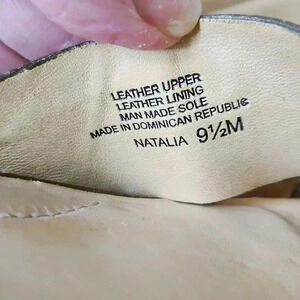 LEATHER UPPER
LEATHER LINING
MAN MADE SOLE
MADE IN DOMINICAN REPUBLIC
NATALIA 9½M